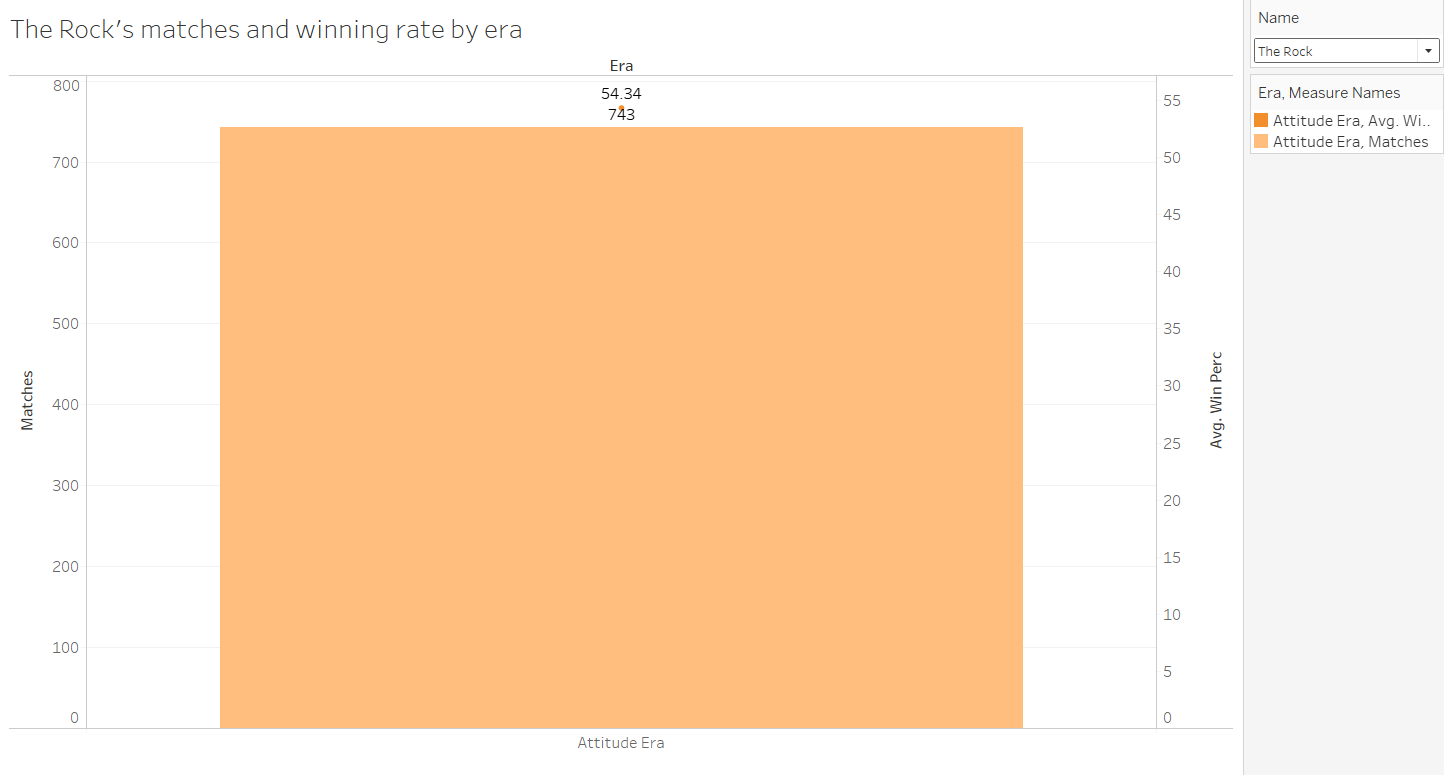 The Rock's matches and winning rate by era
Era
800
700
600
500
400
300
200
100
0
Matches
54.34
743
55
50
45
40
35
30
25
20
15
10
5
0
Avg. Win Perc
Attitude Era
Name
The Rock
Era, Measure Names
Attitude Era, Avg. Wi..
Attitude Era, Matches